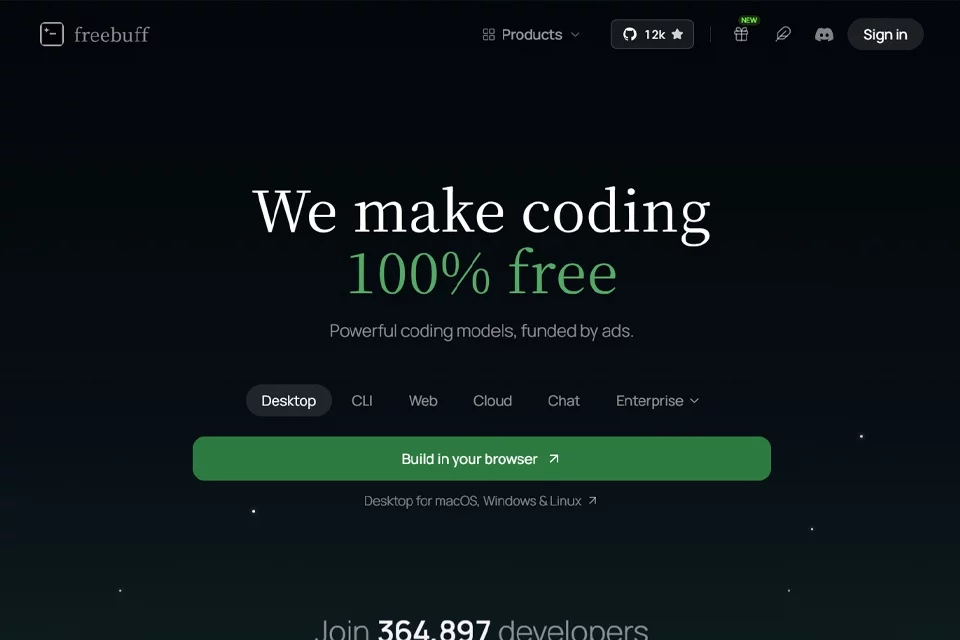 freebuff
Products
12k
NEW
Sign in
We make coding
100% free
Powerful coding models, funded by ads.
Desktop
CLI
Web
Cloud
Chat
Enterprise
Build in your browser
Desktop for macOS, Windows & Linux
Join 364,897 developers